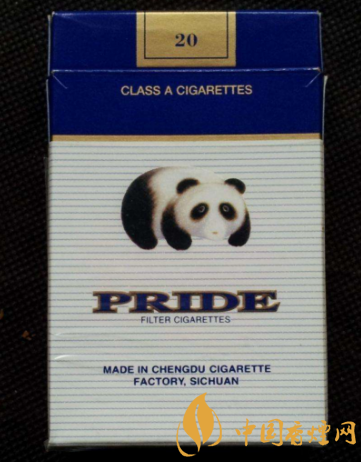 20
CLASS A CIGARETTES
PRIDE
FILTER CIGARETTES
MADE IN CHENGDU CIGARETTE
FACTORY, SICHUAN
中国香烟网